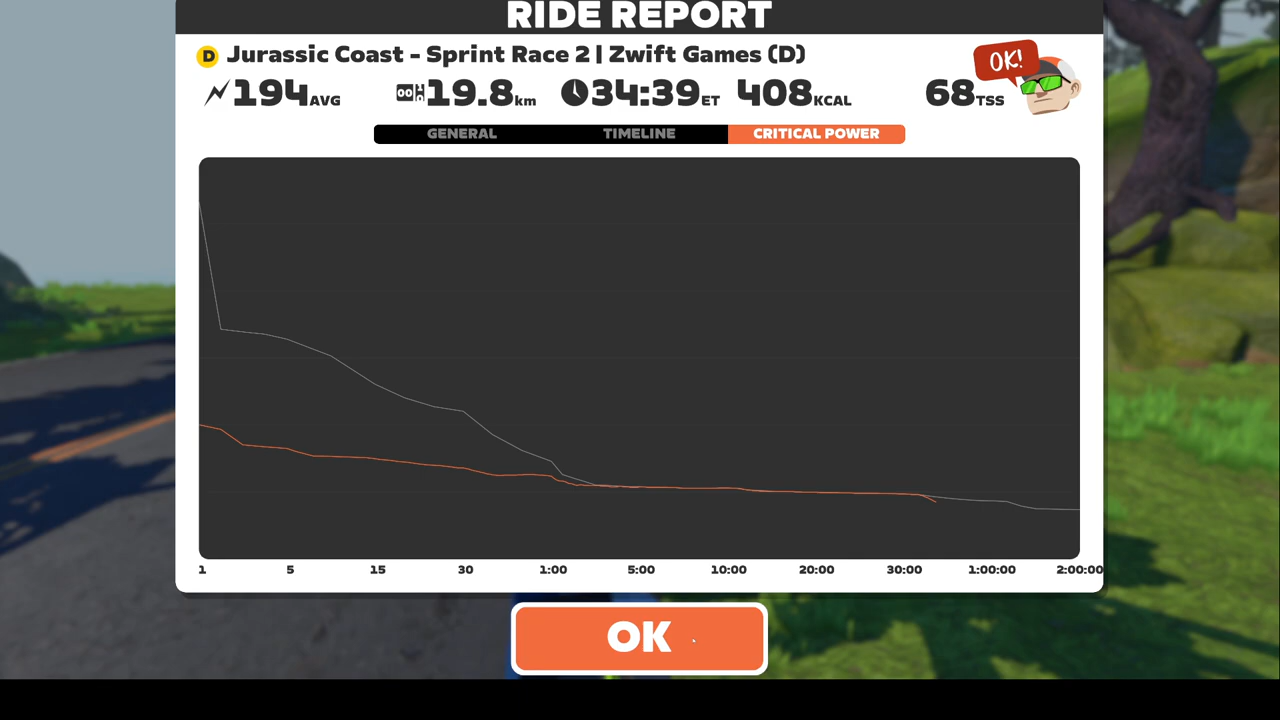 RIDE REPORT
D Jurassic Coast - Sprint Race 2 | Zwift Games (D)
OK!
194AVG 19.8km 34:39ET 408KCAL 68TSS
GENERAL TIMELINE CRITICAL POWER
1 5 15 30 1:00 5:00 10:00 20:00 30:00 1:00:00 2:00:00
OK